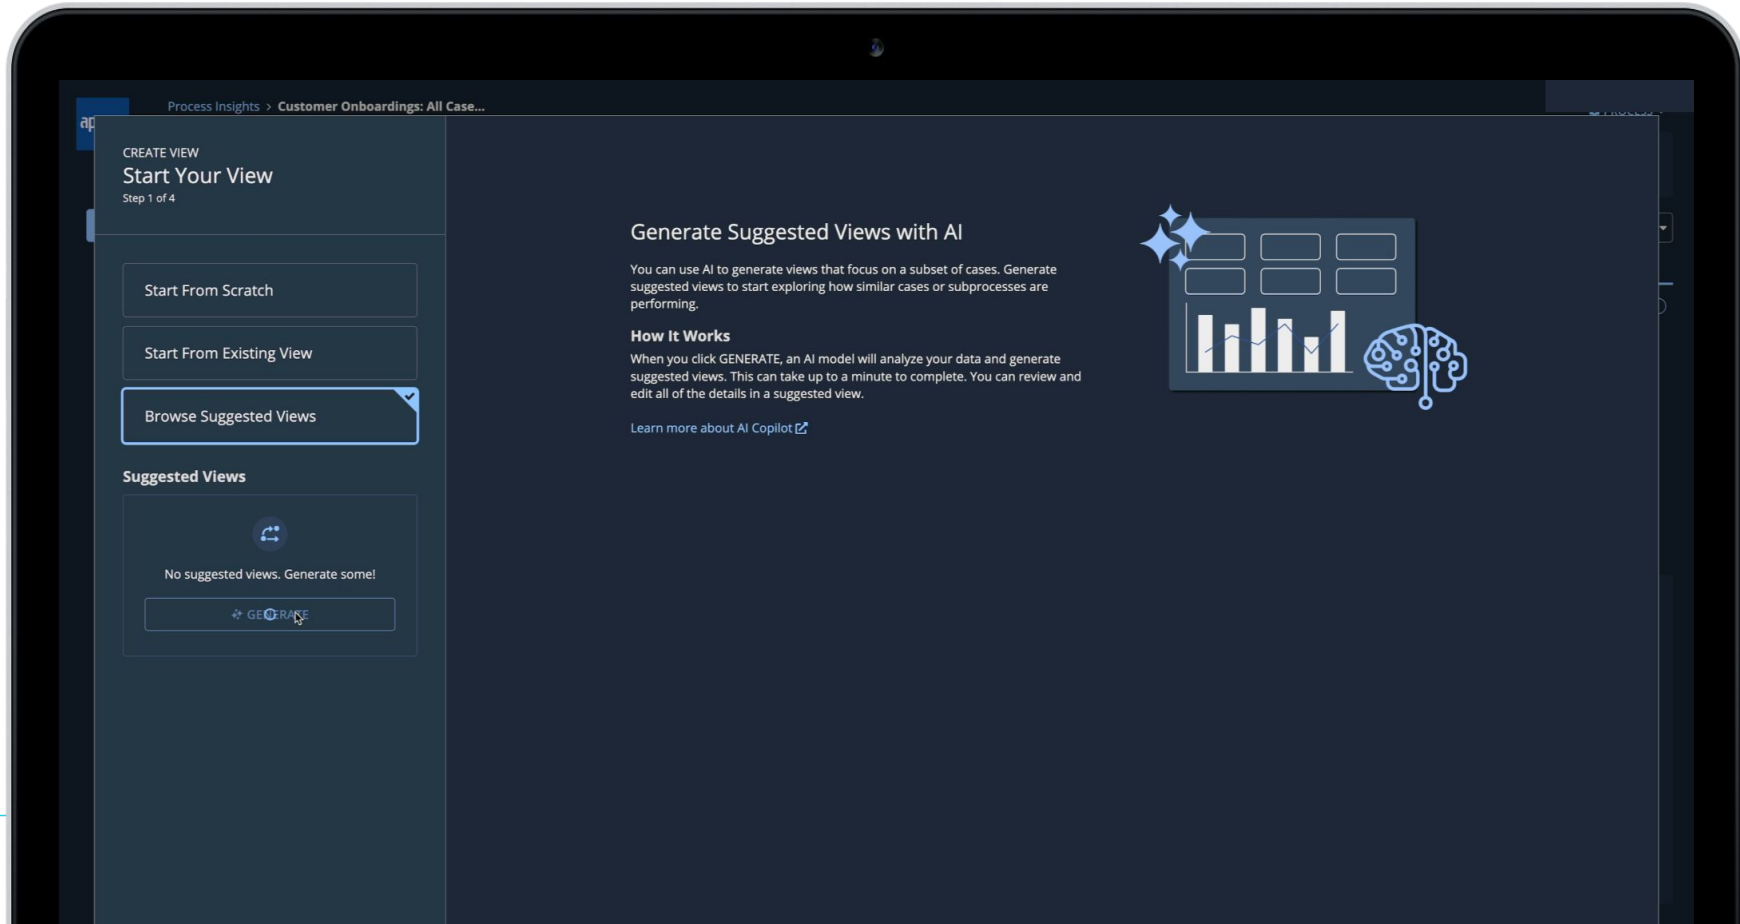 ap
Process Insights > Customer Onboardings: All Case...
PROCESS
CREATE VIEW
Start Your View
Step 1 of 4
Start From Scratch
Start From Existing View
Browse Suggested Views
Suggested Views
No suggested views. Generate some!
GENERATE
Generate Suggested Views with AI
You can use AI to generate views that focus on a subset of cases. Generate
suggested views to start exploring how similar cases or subprocesses are
performing.
How It Works
When you click GENERATE, an AI model will analyze your data and generate
suggested views. This can take up to a minute to complete. You can review and
edit all of the details in a suggested view.
Learn more about AI Copilot